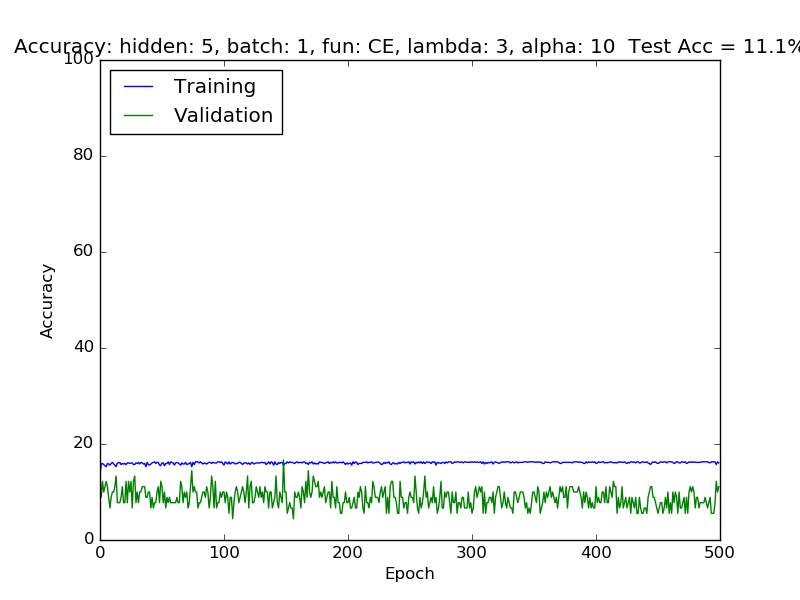 Accuracy: hidden: 5, batch: 1, fun: CE, lambda: 3, alpha: 10  Test Acc = 11.1%
100
Training
Validation
80
60
40
20
0
Accuracy
0 100 200 300 400 500
Epoch